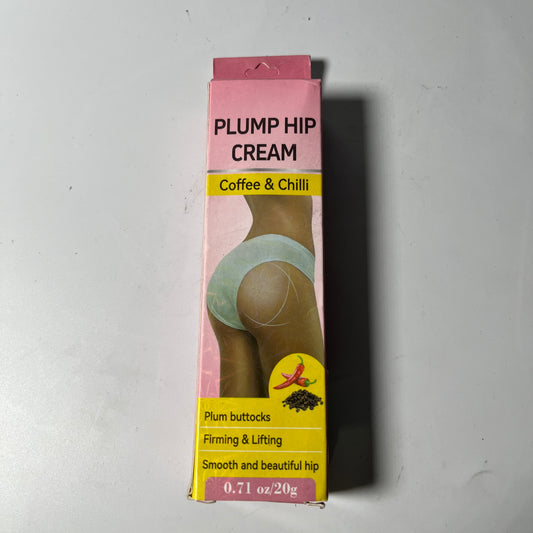 PLUMP HIP
CREAM
Coffee & Chilli
Plum buttocks
Firming & Lifting
Smooth and beautiful hip
0.71 oz/20g